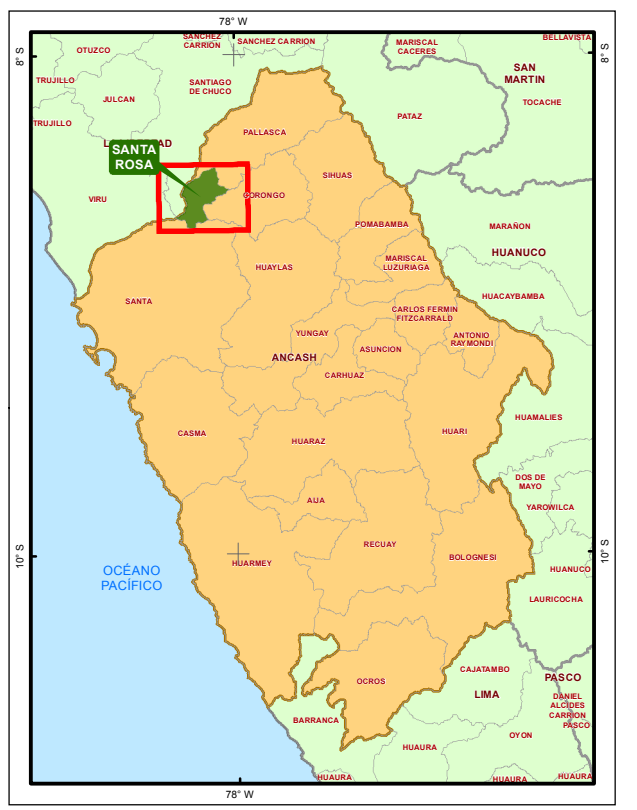 78° W
SANCHEZ
CARRION
SANCHEZ CARRION
MARISCAL
CACERES
BELLAVISTA
OTUZCO
8° S
8° S
SAN
MARTIN
TRUJILLO
SANTIAGO
DE CHUCO
JULCAN
TOCACHE
PATAZ
TRUJILLO
PALLASCA
SANTA
ROSA
SIHUAS
CORONGO
VIRU
POMABAMBA
MARAÑON
HUANUCO
MARISCAL
LUZURIAGA
HUAYLAS
HUACAYBAMBA
SANTA
CARLOS FERMIN
FITZCARRALD
YUNGAY
ANTONIO
RAYMONDI
ASUNCION
ANCASH
CARHUAZ
HUAMALIES
CASMA
HUARI
HUARAZ
DOS DE
MAYO
AIJA
YAROWILCA
RECUAY
10° S
10° S
HUARMEY
BOLOGNESI
OCÉANO
PACÍFICO
HUANUCO
LAURICOCHA
CAJATAMBO
PASCO
OCROS
LIMA
DANIEL
ALCIDES
CARRION
PASCO
BARRANCA
OYON
HUAURA
HUAURA
HUAURA
HUAURA
78° W